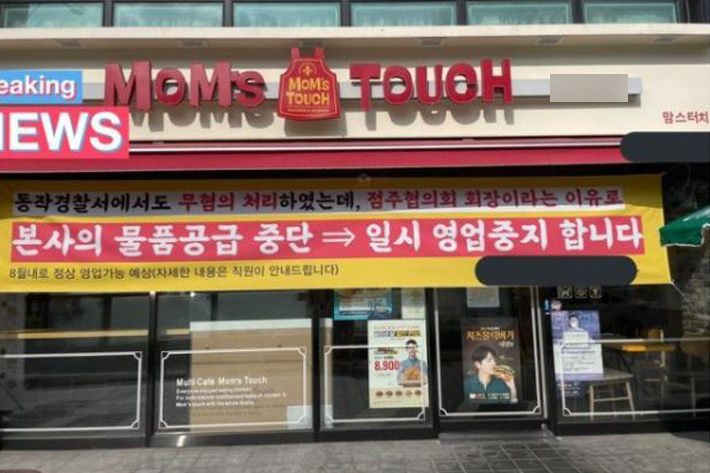 eaking
NEWS
MOM'S
MOM'S
TOUCH
TOUCH
맘스터치
동작경찰서에서도 무혐의 처리하였는데, 점주협의회 회장이라는 이유로
본사의 물품공급 중단 ⇒ 일시 영업중지 합니다
8월내로 정상 영업가능 예상(자세한 내용은 직원이 안내드립니다)
8,900
치즈홀릭버거
Multi Cafe Mom's Touch